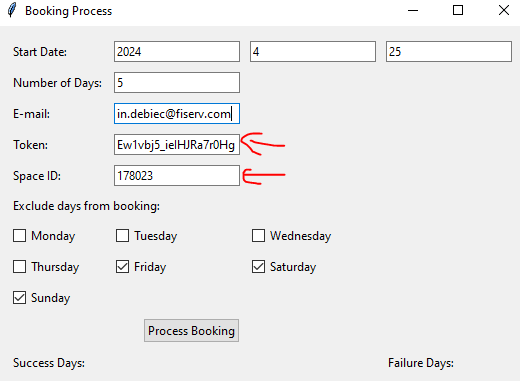 Booking Process
Start Date: 2024 4 25
Number of Days: 5
E-mail: in.debiec@fiserv.com
Token: Ew1vbj5_ielHJRa7r0Hg
Space ID: 178023
Exclude days from booking:
Monday Tuesday Wednesday
Thursday Friday Saturday
Sunday
Process Booking
Success Days: Failure Days: